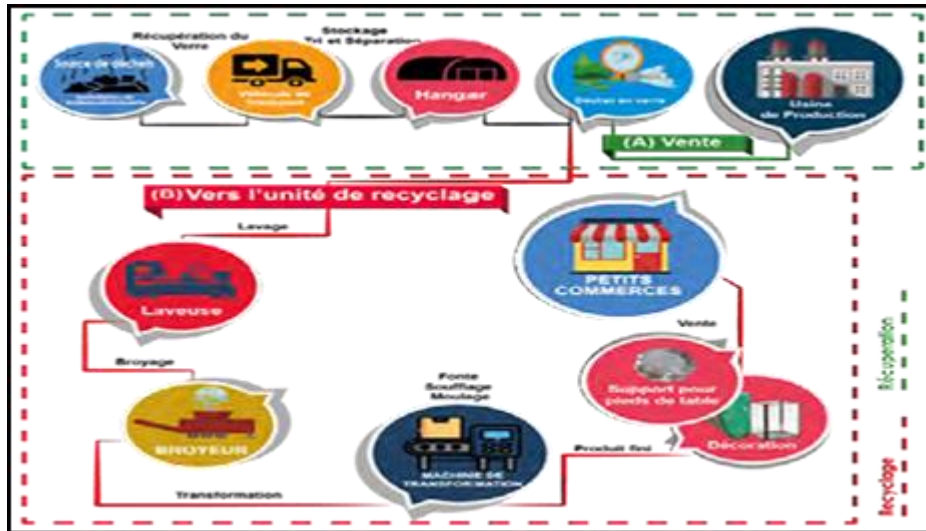 Récupération du
Verre
Stockage
Tri et Séparation
Source de déchets
Véhicule de
Transport
Hangar
Déchet en verre
Usine
de Production
(A) Vente
(B) Vers l'unité de recyclage
Lavage
Laveuse
PETITS
COMMERCES
Vente
Broyage
Fonte
Soufflage
Moulage
Support pour
pieds de table
BROYEUR
MACHINE DE
TRANSFORMATION
Produit fini
Décoration
Transformation
Récuperation
Recyclage